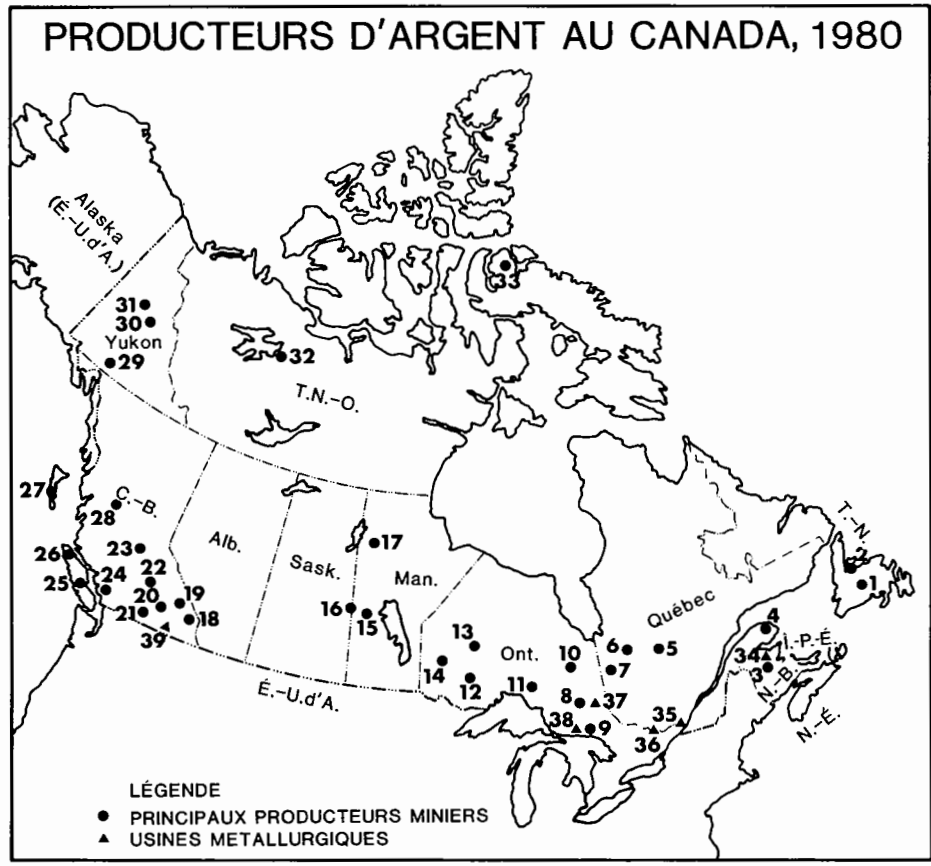 PRODUCTEURS D'ARGENT AU CANADA, 1980
Alaska
(É.-U.d'A.)
33
31
30
Yukon
29
32
T.N.-O.
27
C.-B.
28
26
23
25
24
22
20
21
19
18
39
Alb.
Sask.
Man.
17
16
15
É.-U.d'A.
13
14
12
Ont.
11
10
8
37
38
9
6
5
7
Québec
35
36
T.-N.
2
1
4
Î.-P.-É.
34
3
N.-B.
N.-É.
LÉGENDE
● PRINCIPAUX PRODUCTEURS MINIERS
▲ USINES METALLURGIQUES